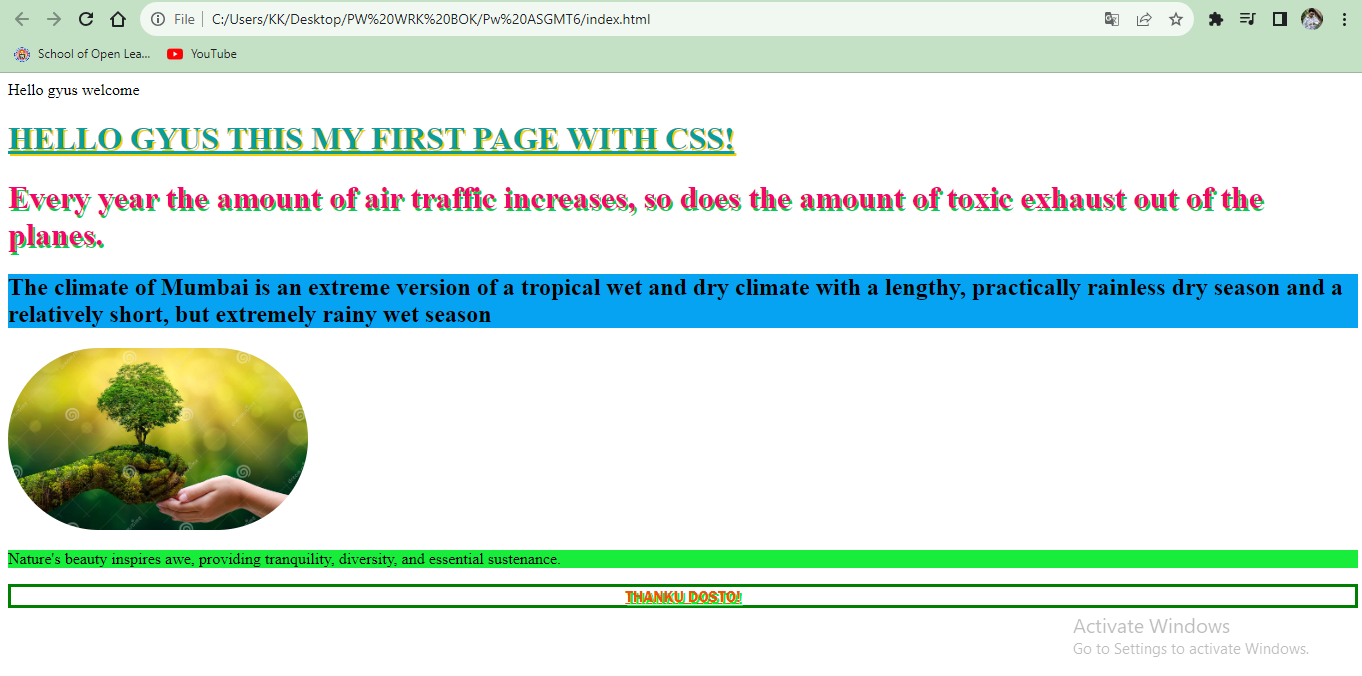 File C:/Users/KK/Desktop/PW%20WRK%20BOK/Pw%20ASGMT6/index.html
School of Open Lea... YouTube
Hello gyus welcome
HELLO GYUS THIS MY FIRST PAGE WITH CSS!
Every year the amount of air traffic increases, so does the amount of toxic exhaust out of the
planes.
The climate of Mumbai is an extreme version of a tropical wet and dry climate with a lengthy, practically rainless dry season and a
relatively short, but extremely rainy wet season
Nature's beauty inspires awe, providing tranquility, diversity, and essential sustenance.
THANKU DOSTO!
Activate Windows
Go to Settings to activate Windows.